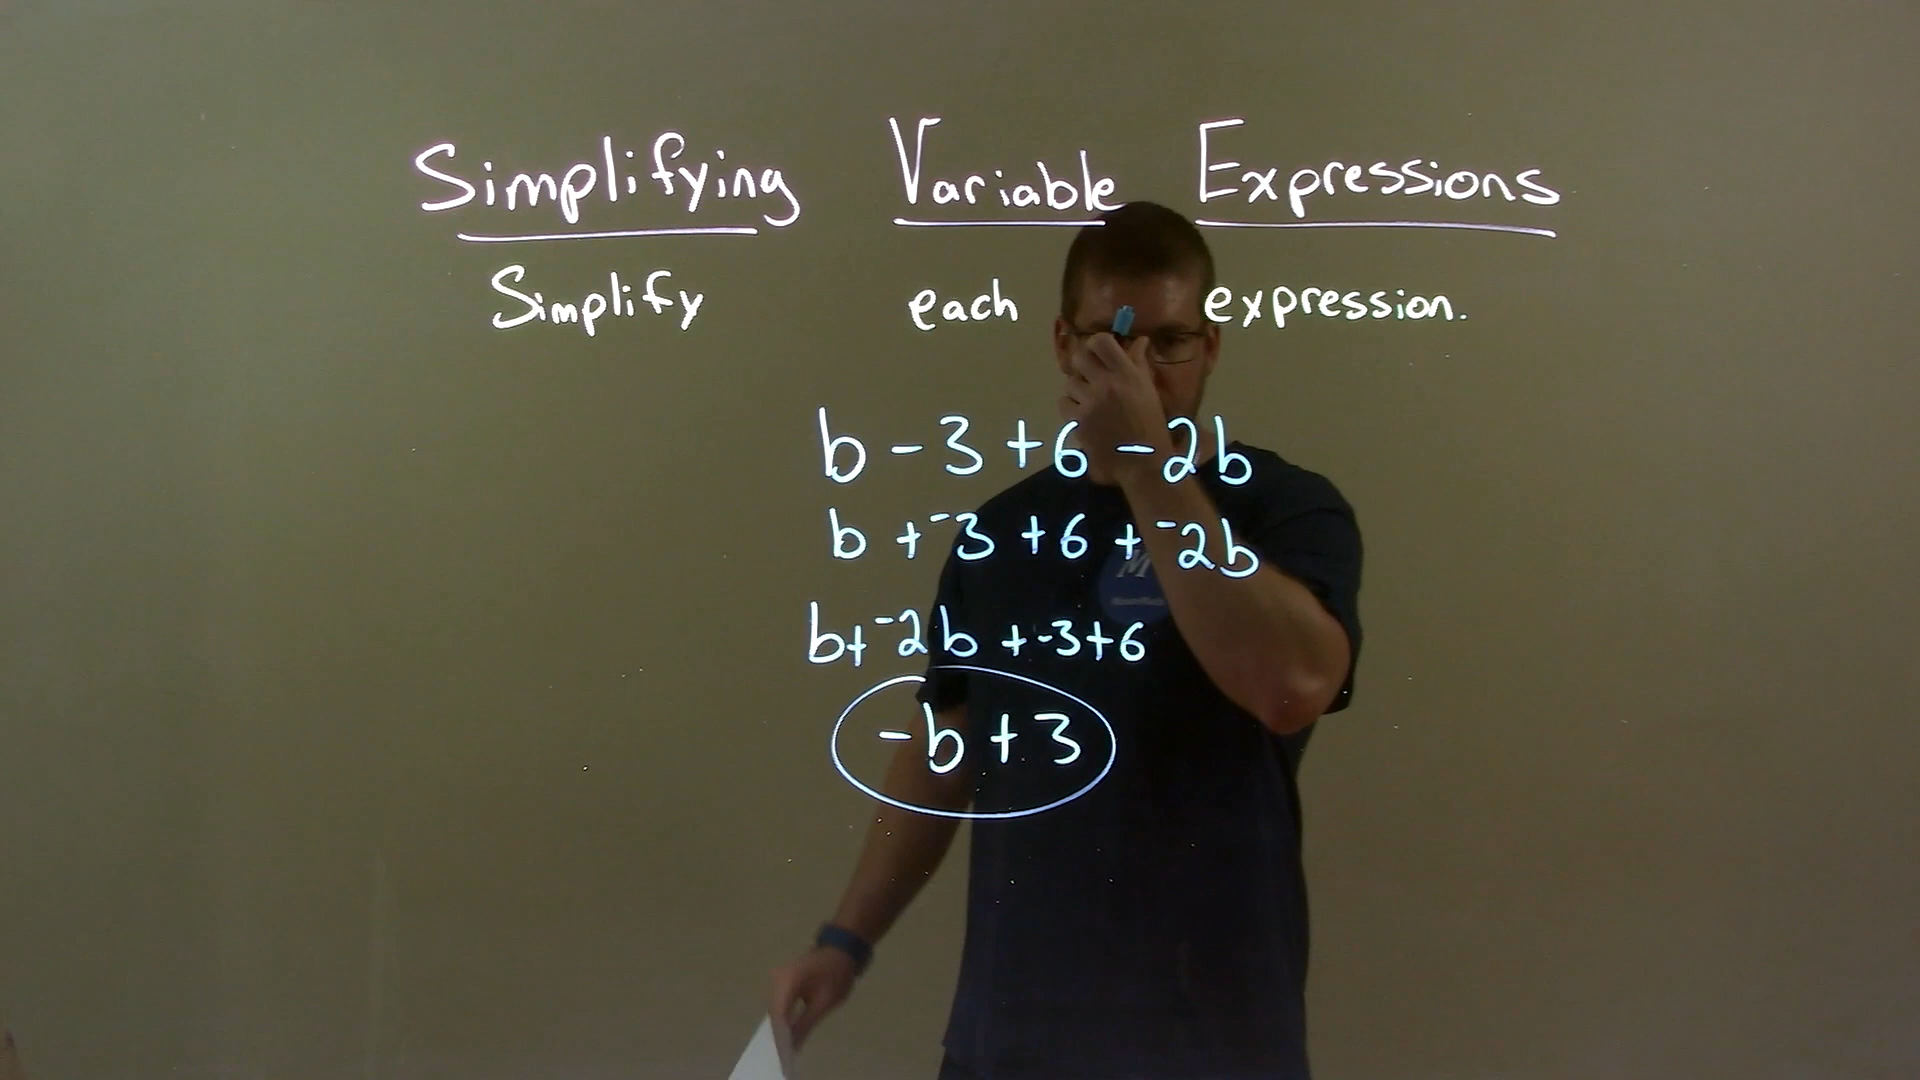 Simplifying Variable Expressions
Simplify each expression.
b - 3 + 6 - 2b
b + -3 + 6 + -2b
b + -2b + -3 + 6
-b + 3
M